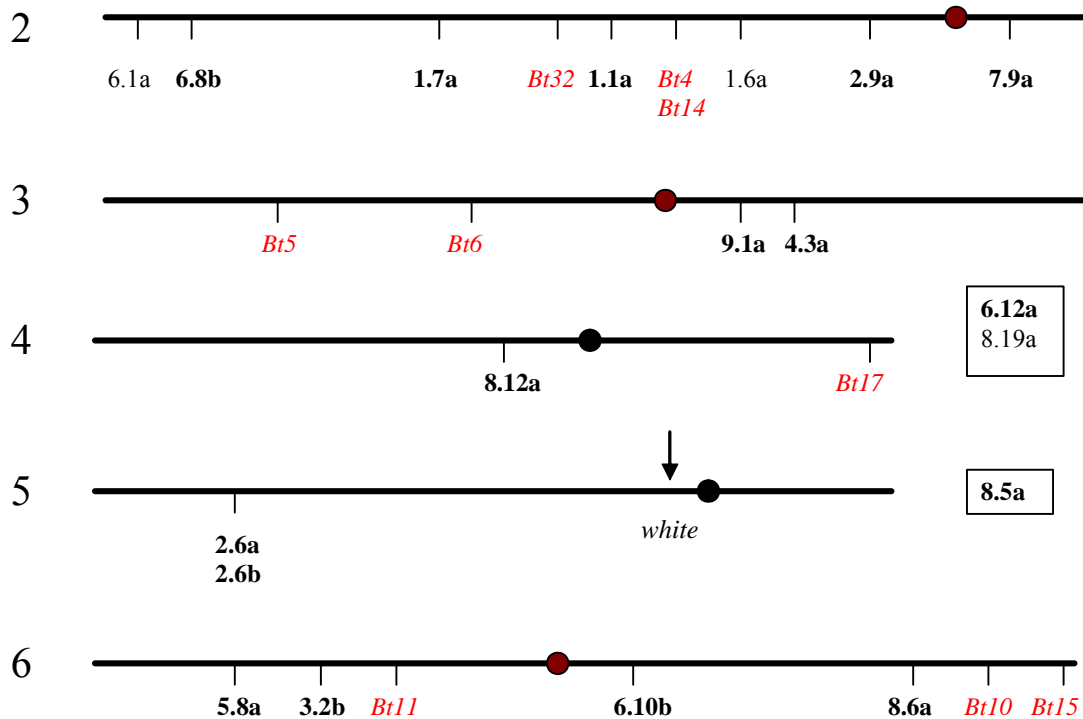 2
6.1a 6.8b 1.7a Bt32 1.1a Bt4 1.6a 2.9a 7.9a
Bt14
3
Bt5 Bt6 9.1a 4.3a
4
6.12a
8.19a
8.12a Bt17
5
8.5a
white
2.6a
2.6b
6
5.8a 3.2b Bt11 6.10b 8.6a Bt10 Bt15